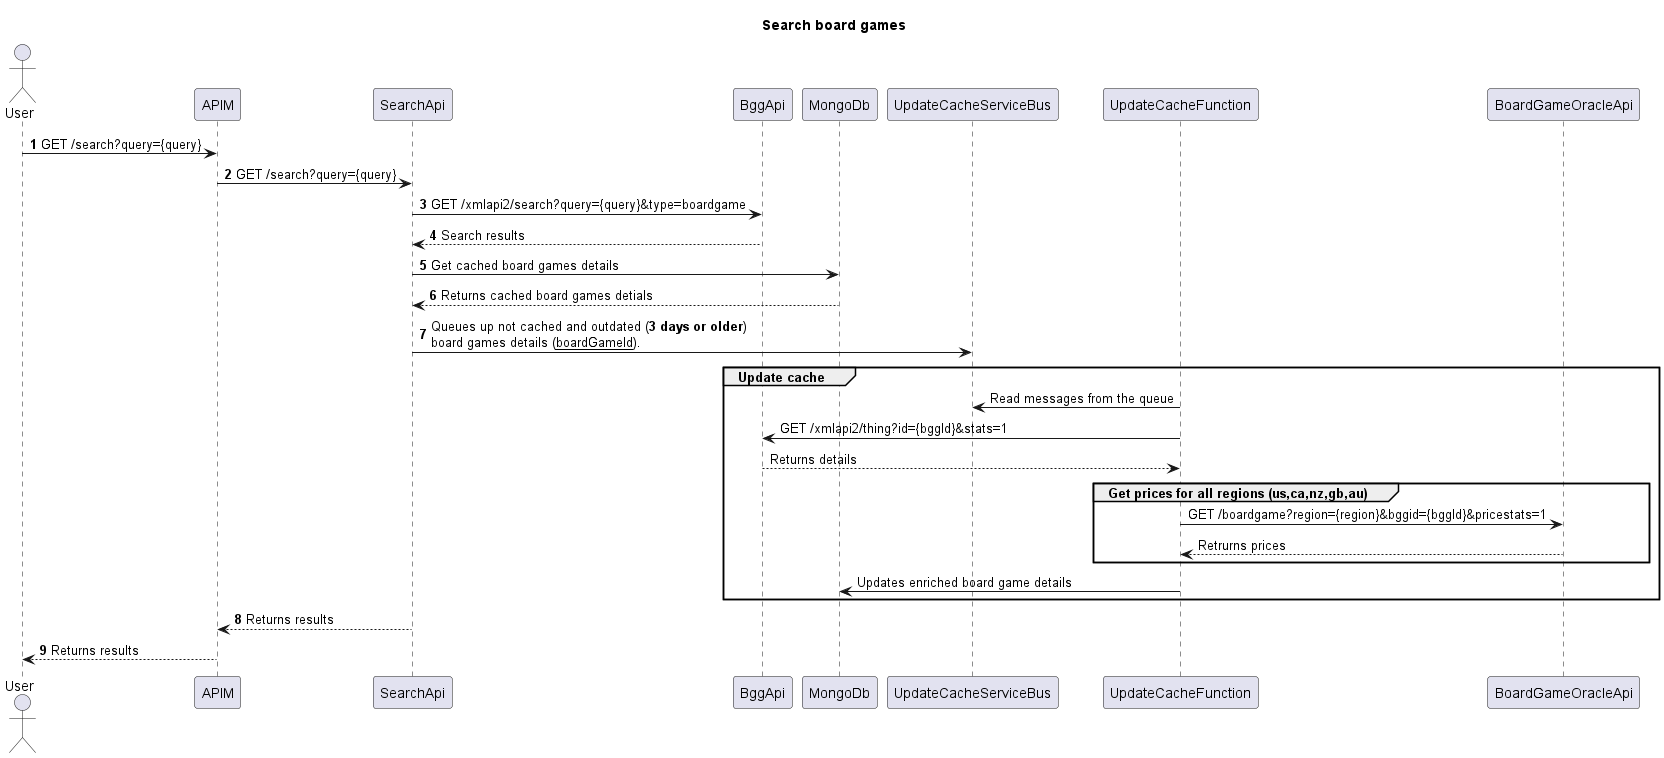 Search board games
User
APIM
SearchApi
BggApi
MongoDb
UpdateCacheServiceBus
UpdateCacheFunction
BoardGameOracleApi
1 GET /search?query={query}
2 GET /search?query={query}
3 GET /xmlapi2/search?query={query}&type=boardgame
4 Search results
5 Get cached board games details
6 Returns cached board games detials
7 Queues up not cached and outdated (3 days or older)
board games details (boardGameId).
Update cache
Read messages from the queue
GET /xmlapi2/thing?id={bggId}&stats=1
Returns details
Get prices for all regions (us,ca,nz,gb,au)
GET /boardgame?region={region}&bggid={bggId}&pricestats=1
Retrurns prices
Updates enriched board game details
8 Returns results
9 Returns results
User
APIM
SearchApi
BggApi
MongoDb
UpdateCacheServiceBus
UpdateCacheFunction
BoardGameOracleApi